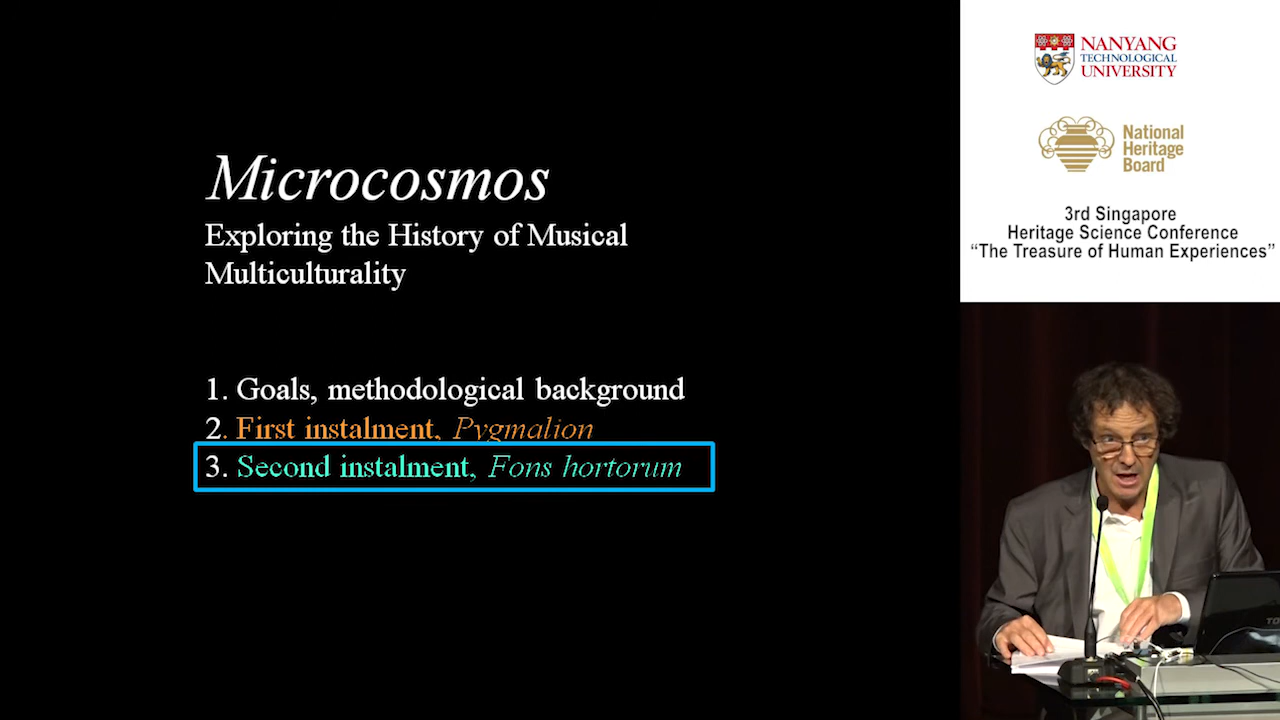 Microcosmos
Exploring the History of Musical
Multiculturality
1. Goals, methodological background
2. First instalment, Pygmalion
3. Second instalment, Fons hortorum
NANYANG
TECHNOLOGICAL
UNIVERSITY
National
Heritage
Board
3rd Singapore
Heritage Science Conference
“The Treasure of Human Experiences”